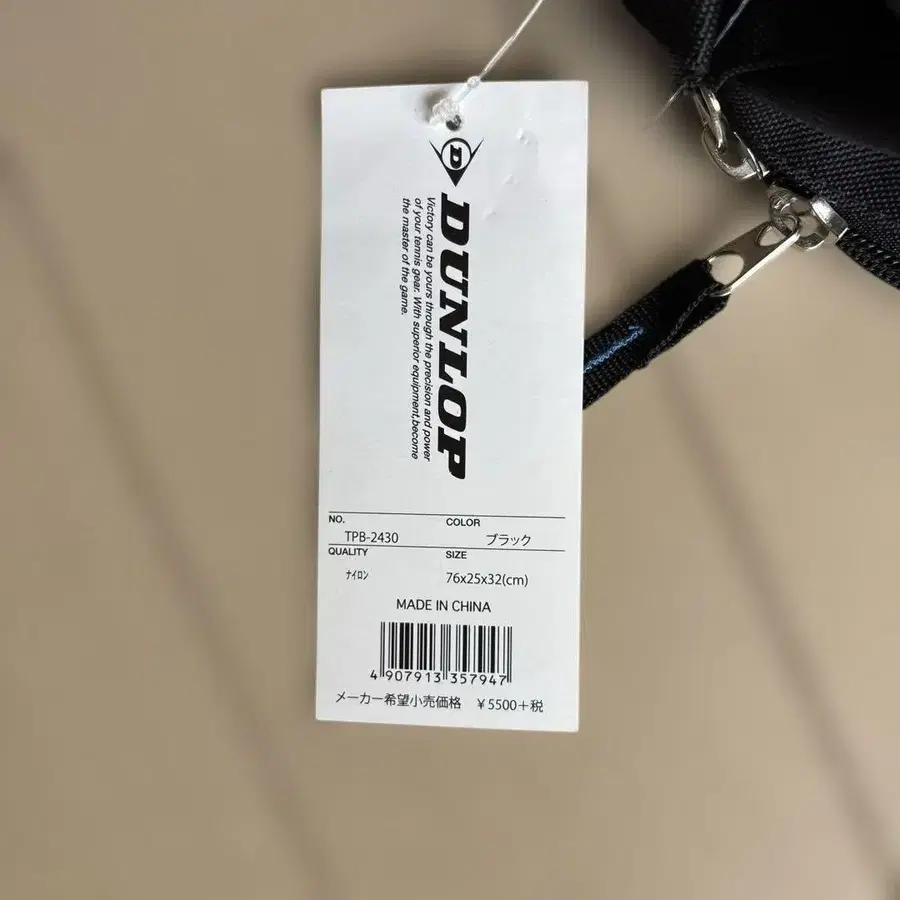 D
DUNLOP
Victory can be yours through the precision and power
of your tennis gear. With superior equipment,become
the master of the game.
NO. COLOR
TPB-2430 ブラック
QUALITY SIZE
ﾅｲﾛﾝ 76x25x32(cm)
MADE IN CHINA
4 907913 357947
メーカー希望小売価格 ¥5500+税